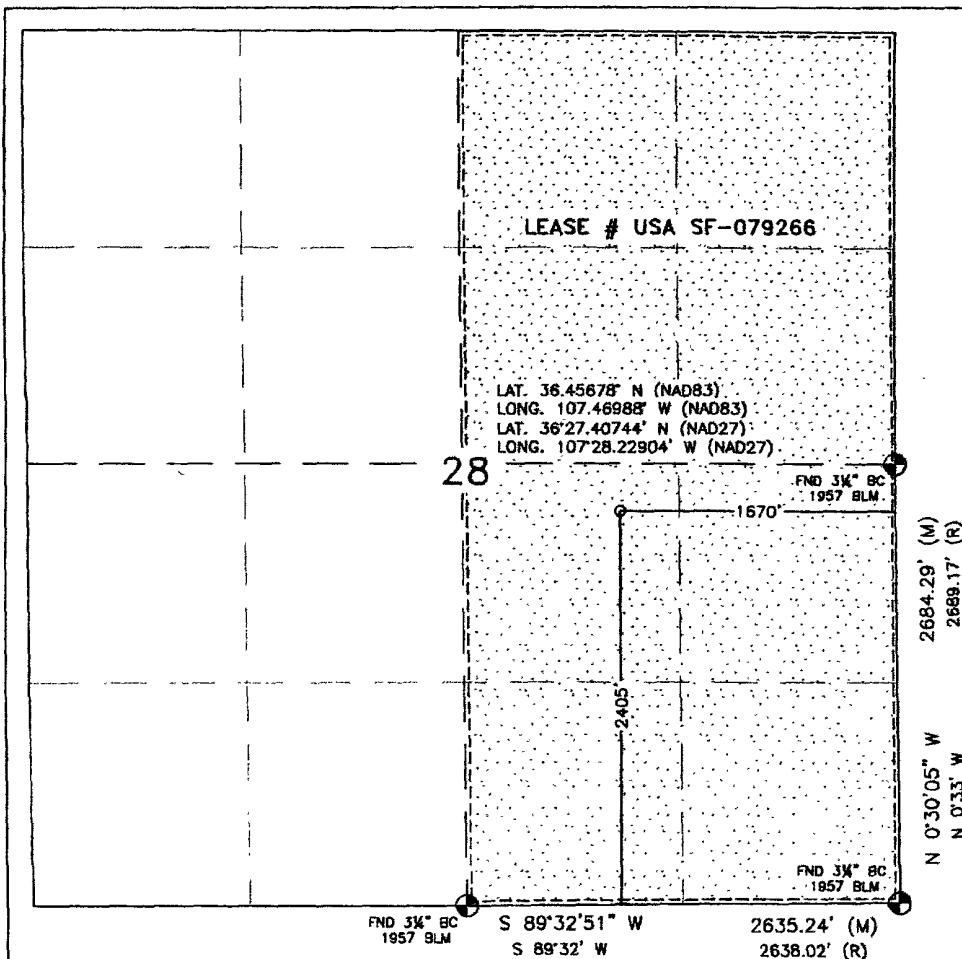 LEASE # USA SF-079266
LAT. 36.45678° N (NAD83)
LONG. 107.46988° W (NAD83)
LAT. 36°27.40744' N (NAD27)
LONG. 107°28.22904' W (NAD27)
28
FND 3¼" BC
1957 BLM
1670'
2684.29' (M)
2689.17' (R)
2405'
N 0°30'05" W
N 0°33' W
FND 3¼" BC
1957 BLM
FND 3¼" BC
1957 BLM
S 89°32'51" W
S 89°32' W
2635.24' (M)
2638.02' (R)